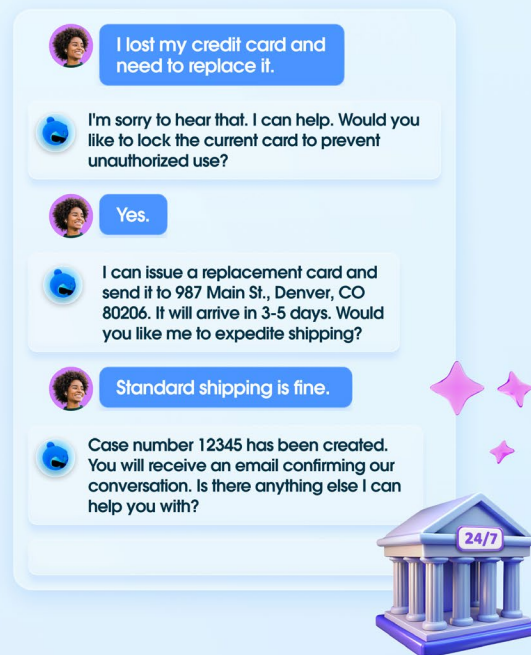 I lost my credit card and
need to replace it.
I'm sorry to hear that. I can help. Would you
like to lock the current card to prevent
unauthorized use?
Yes.
I can issue a replacement card and
send it to 987 Main St., Denver, CO
80206. It will arrive in 3-5 days. Would
you like me to expedite shipping?
Standard shipping is fine.
Case number 12345 has been created.
You will receive an email confirming our
conversation. Is there anything else I can
help you with?
24/7